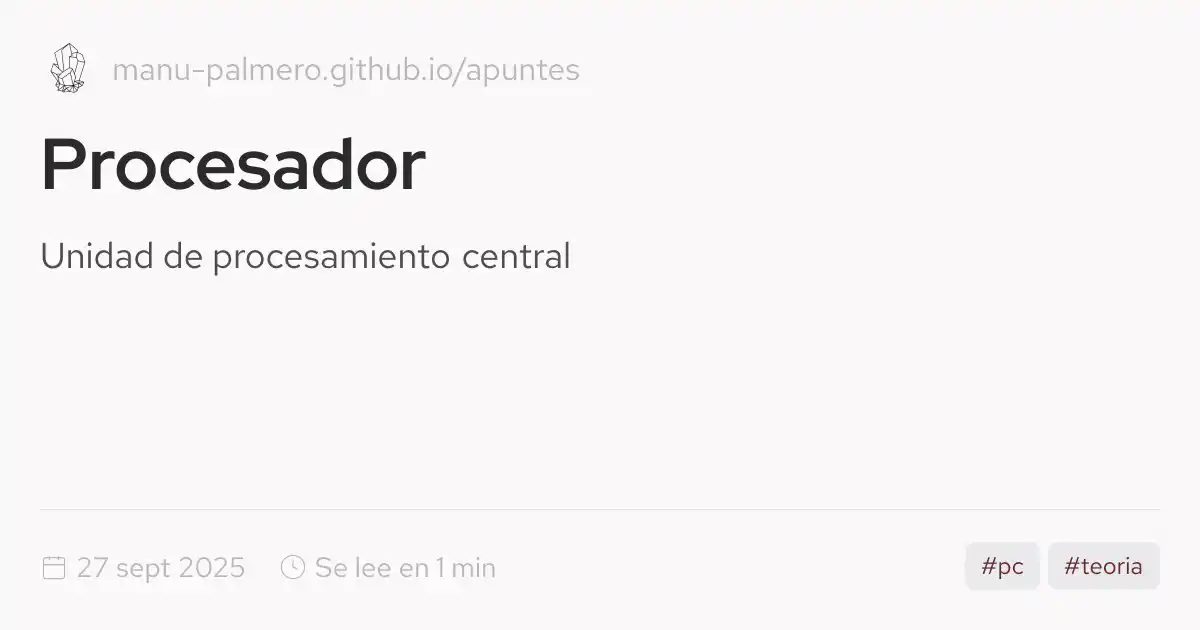 manu-palmero.github.io/apuntes
Procesador
Unidad de procesamiento central
27 sept 2025 Se lee en 1 min #pc #teoria